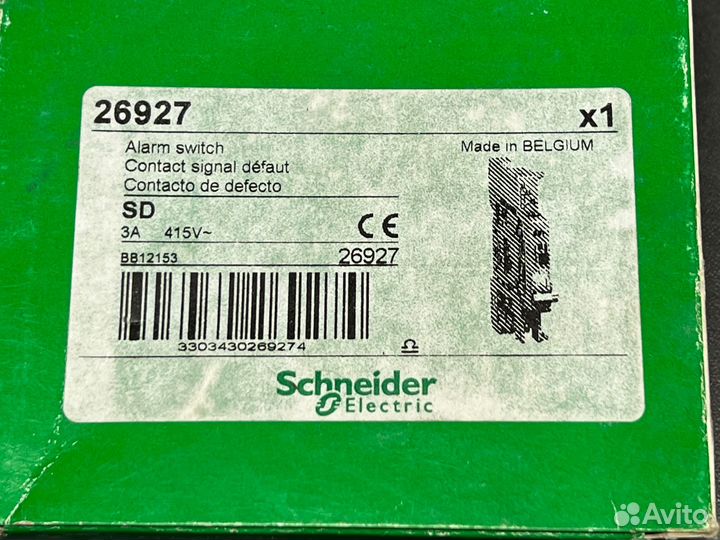 26927 x1
Alarm switch Made in BELGIUM
Contact signal défaut
Contacto de defecto
SD
3A 415V~ CE
BB12153 26927
3303430269274
Schneider
Electric
Avito